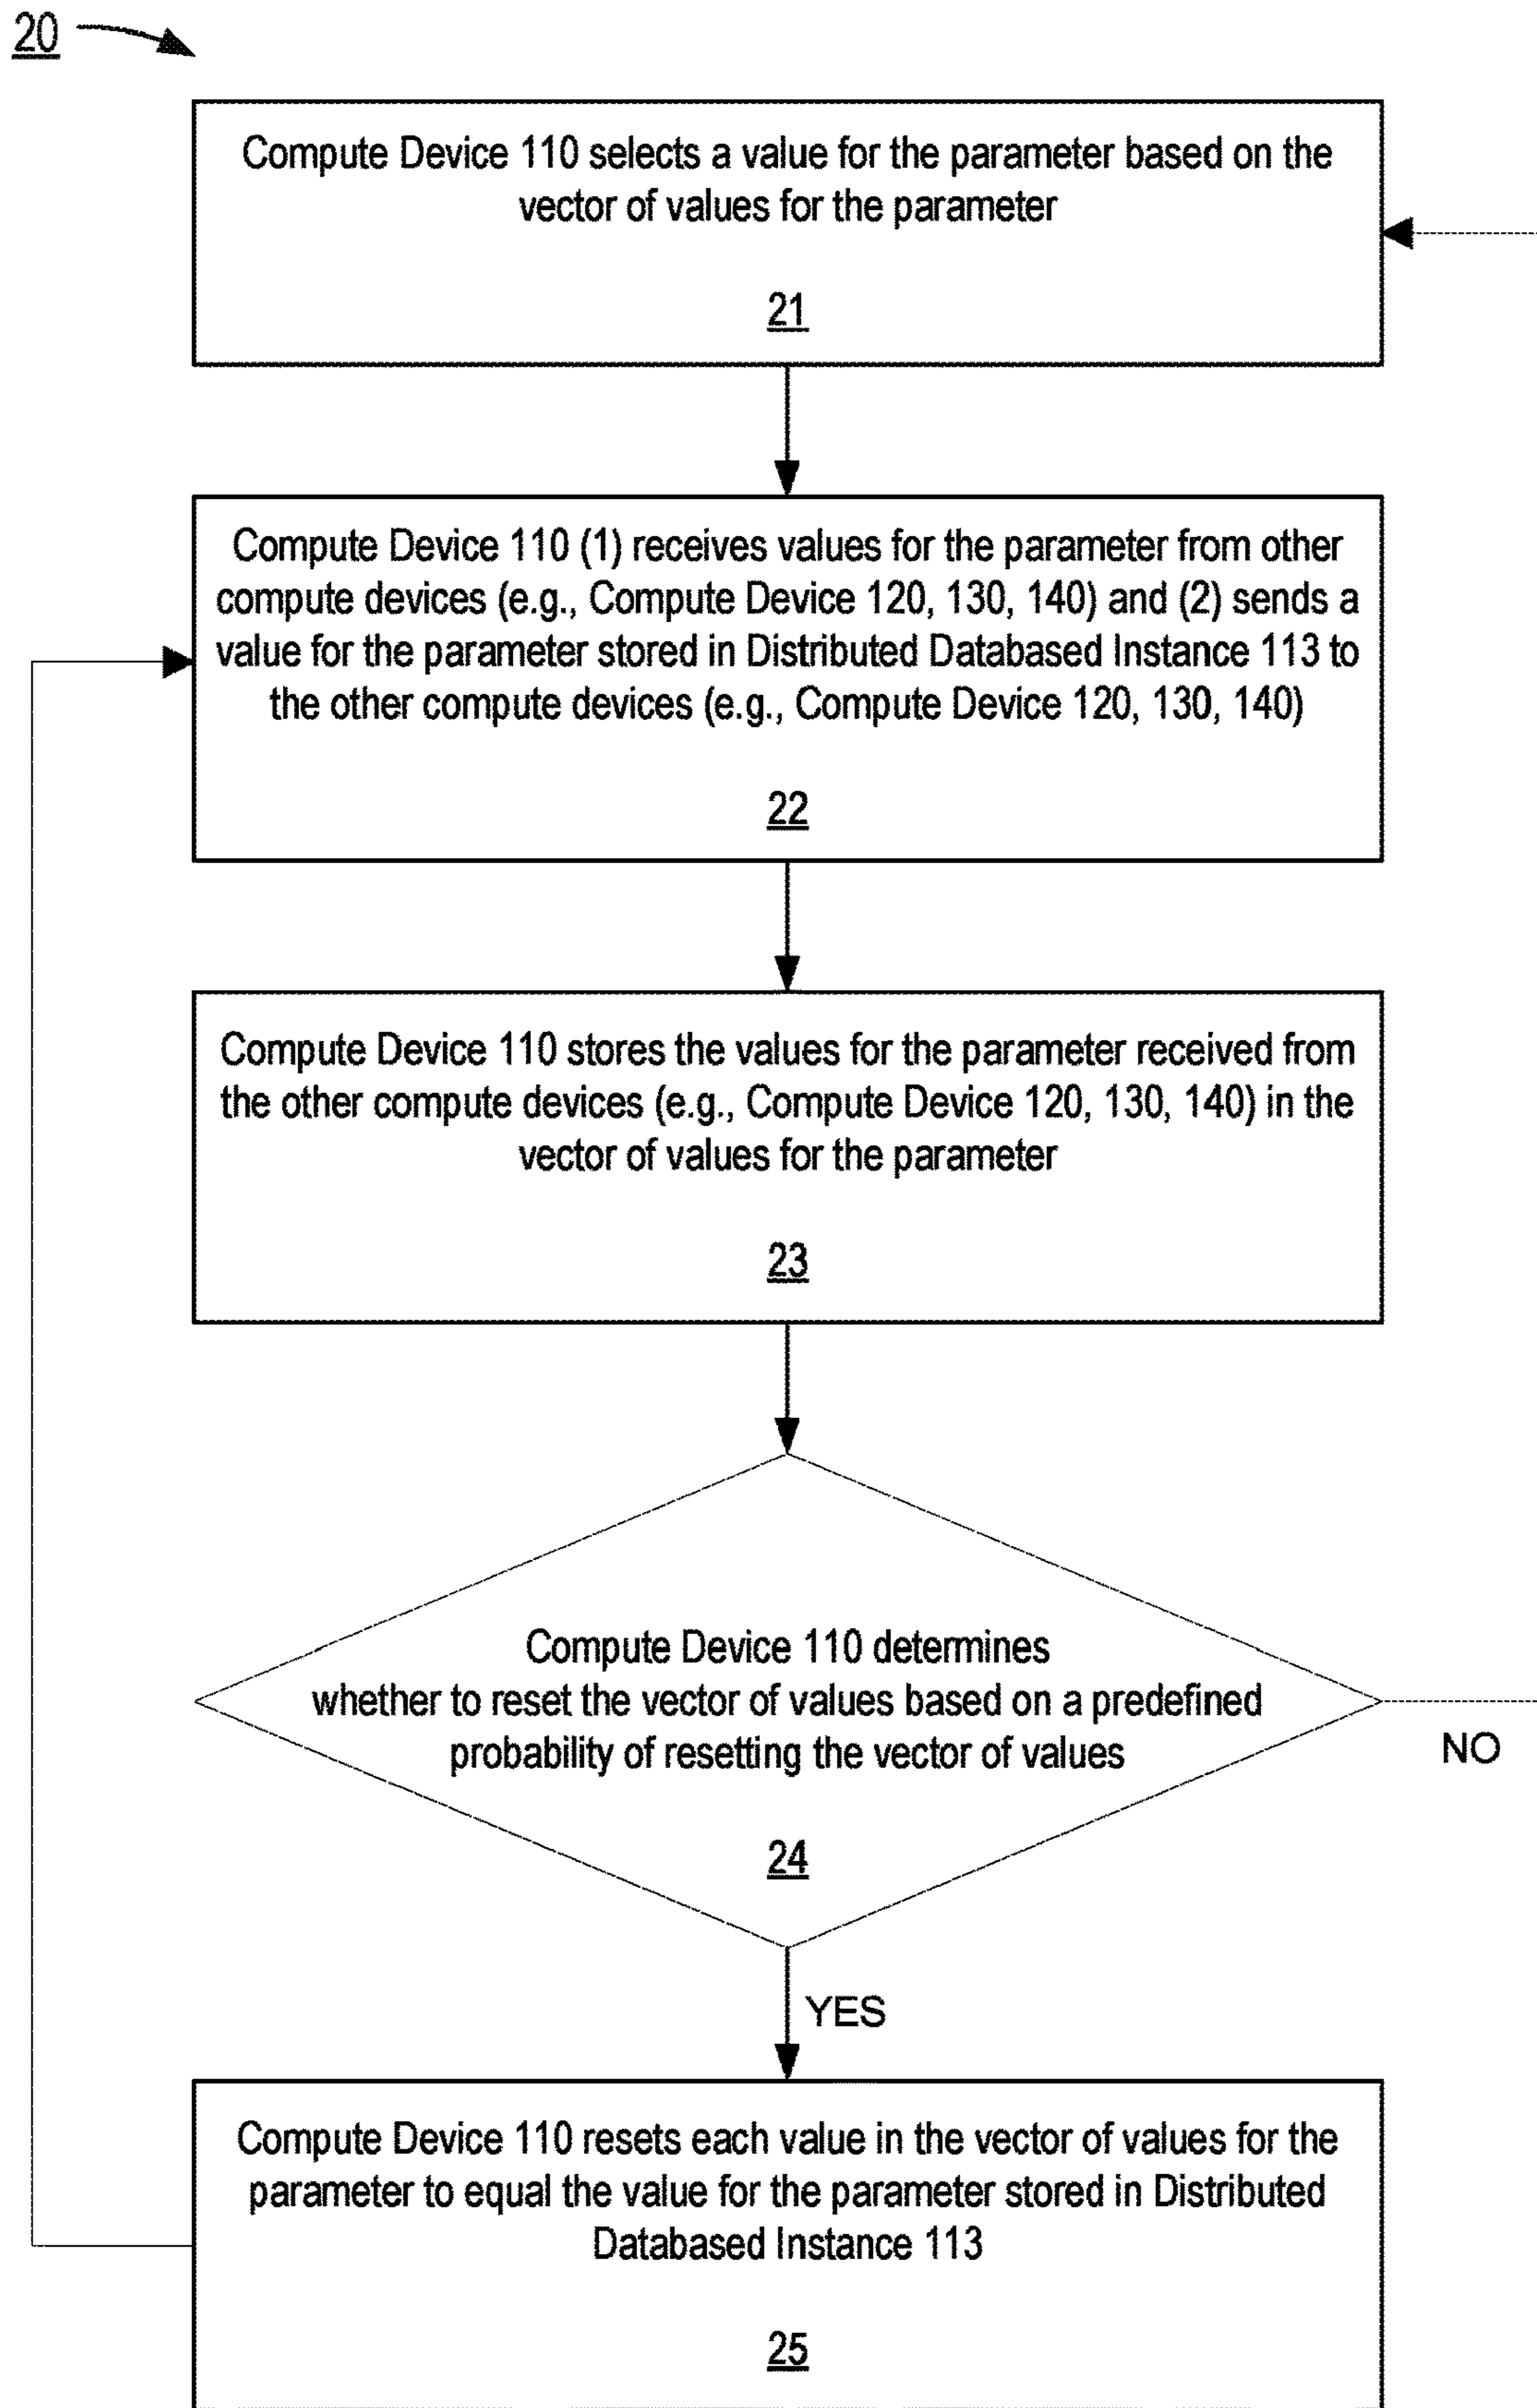 20
Compute Device 110 selects a value for the parameter based on the
vector of values for the parameter
21
Compute Device 110 (1) receives values for the parameter from other
compute devices (e.g., Compute Device 120, 130, 140) and (2) sends a
value for the parameter stored in Distributed Databased Instance 113 to
the other compute devices (e.g., Compute Device 120, 130, 140)
22
Compute Device 110 stores the values for the parameter received from
the other compute devices (e.g., Compute Device 120, 130, 140) in the
vector of values for the parameter
23
Compute Device 110 determines
whether to reset the vector of values based on a predefined
probability of resetting the vector of values
24
NO
YES
Compute Device 110 resets each value in the vector of values for the
parameter to equal the value for the parameter stored in Distributed
Databased Instance 113
25